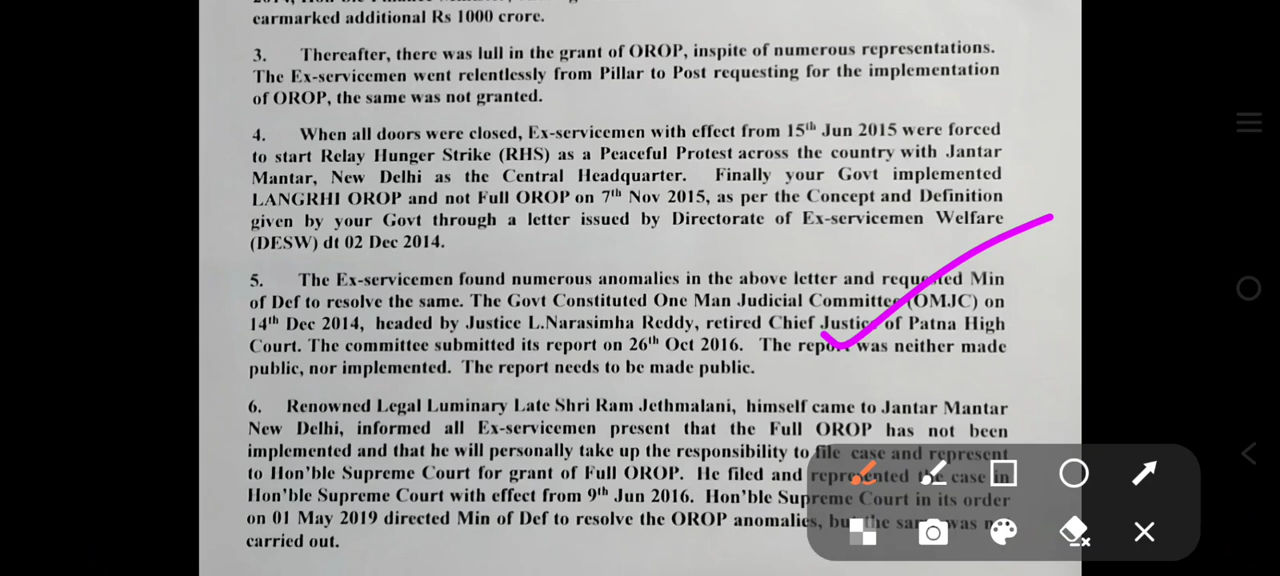 earmarked additional Rs 1000 crore.
3. Thereafter, there was lull in the grant of OROP, inspite of numerous representations.
The Ex-servicemen went relentlessly from Pillar to Post requesting for the implementation
of OROP, the same was not granted.
4. When all doors were closed, Ex-servicemen with effect from 15th Jun 2015 were forced
to start Relay Hunger Strike (RHS) as a Peaceful Protest across the country with Jantar
Mantar, New Delhi as the Central Headquarter. Finally your Govt implemented
LANGRHI OROP and not Full OROP on 7th Nov 2015, as per the Concept and Definition
given by your Govt through a letter issued by Directorate of Ex-servicemen Welfare
(DESW) dt 02 Dec 2014.
5. The Ex-servicemen found numerous anomalies in the above letter and requested Min
of Def to resolve the same. The Govt Constituted One Man Judicial Committee (OMJC) on
14th Dec 2014, headed by Justice L.Narasimha Reddy, retired Chief Justice of Patna High
Court. The committee submitted its report on 26th Oct 2016. The report was neither made
public, nor implemented. The report needs to be made public.
6. Renowned Legal Luminary Late Shri Ram Jethmalani, himself came to Jantar Mantar
New Delhi, informed all Ex-servicemen present that the Full OROP has not been
implemented and that he will personally take up the responsibility to file case and represent
to Hon'ble Supreme Court for grant of Full OROP. He filed and represented the case in
Hon'ble Supreme Court with effect from 9th Jun 2016. Hon'ble Supreme Court in its order
on 01 May 2019 directed Min of Def to resolve the OROP anomalies, but the same was
carried out.